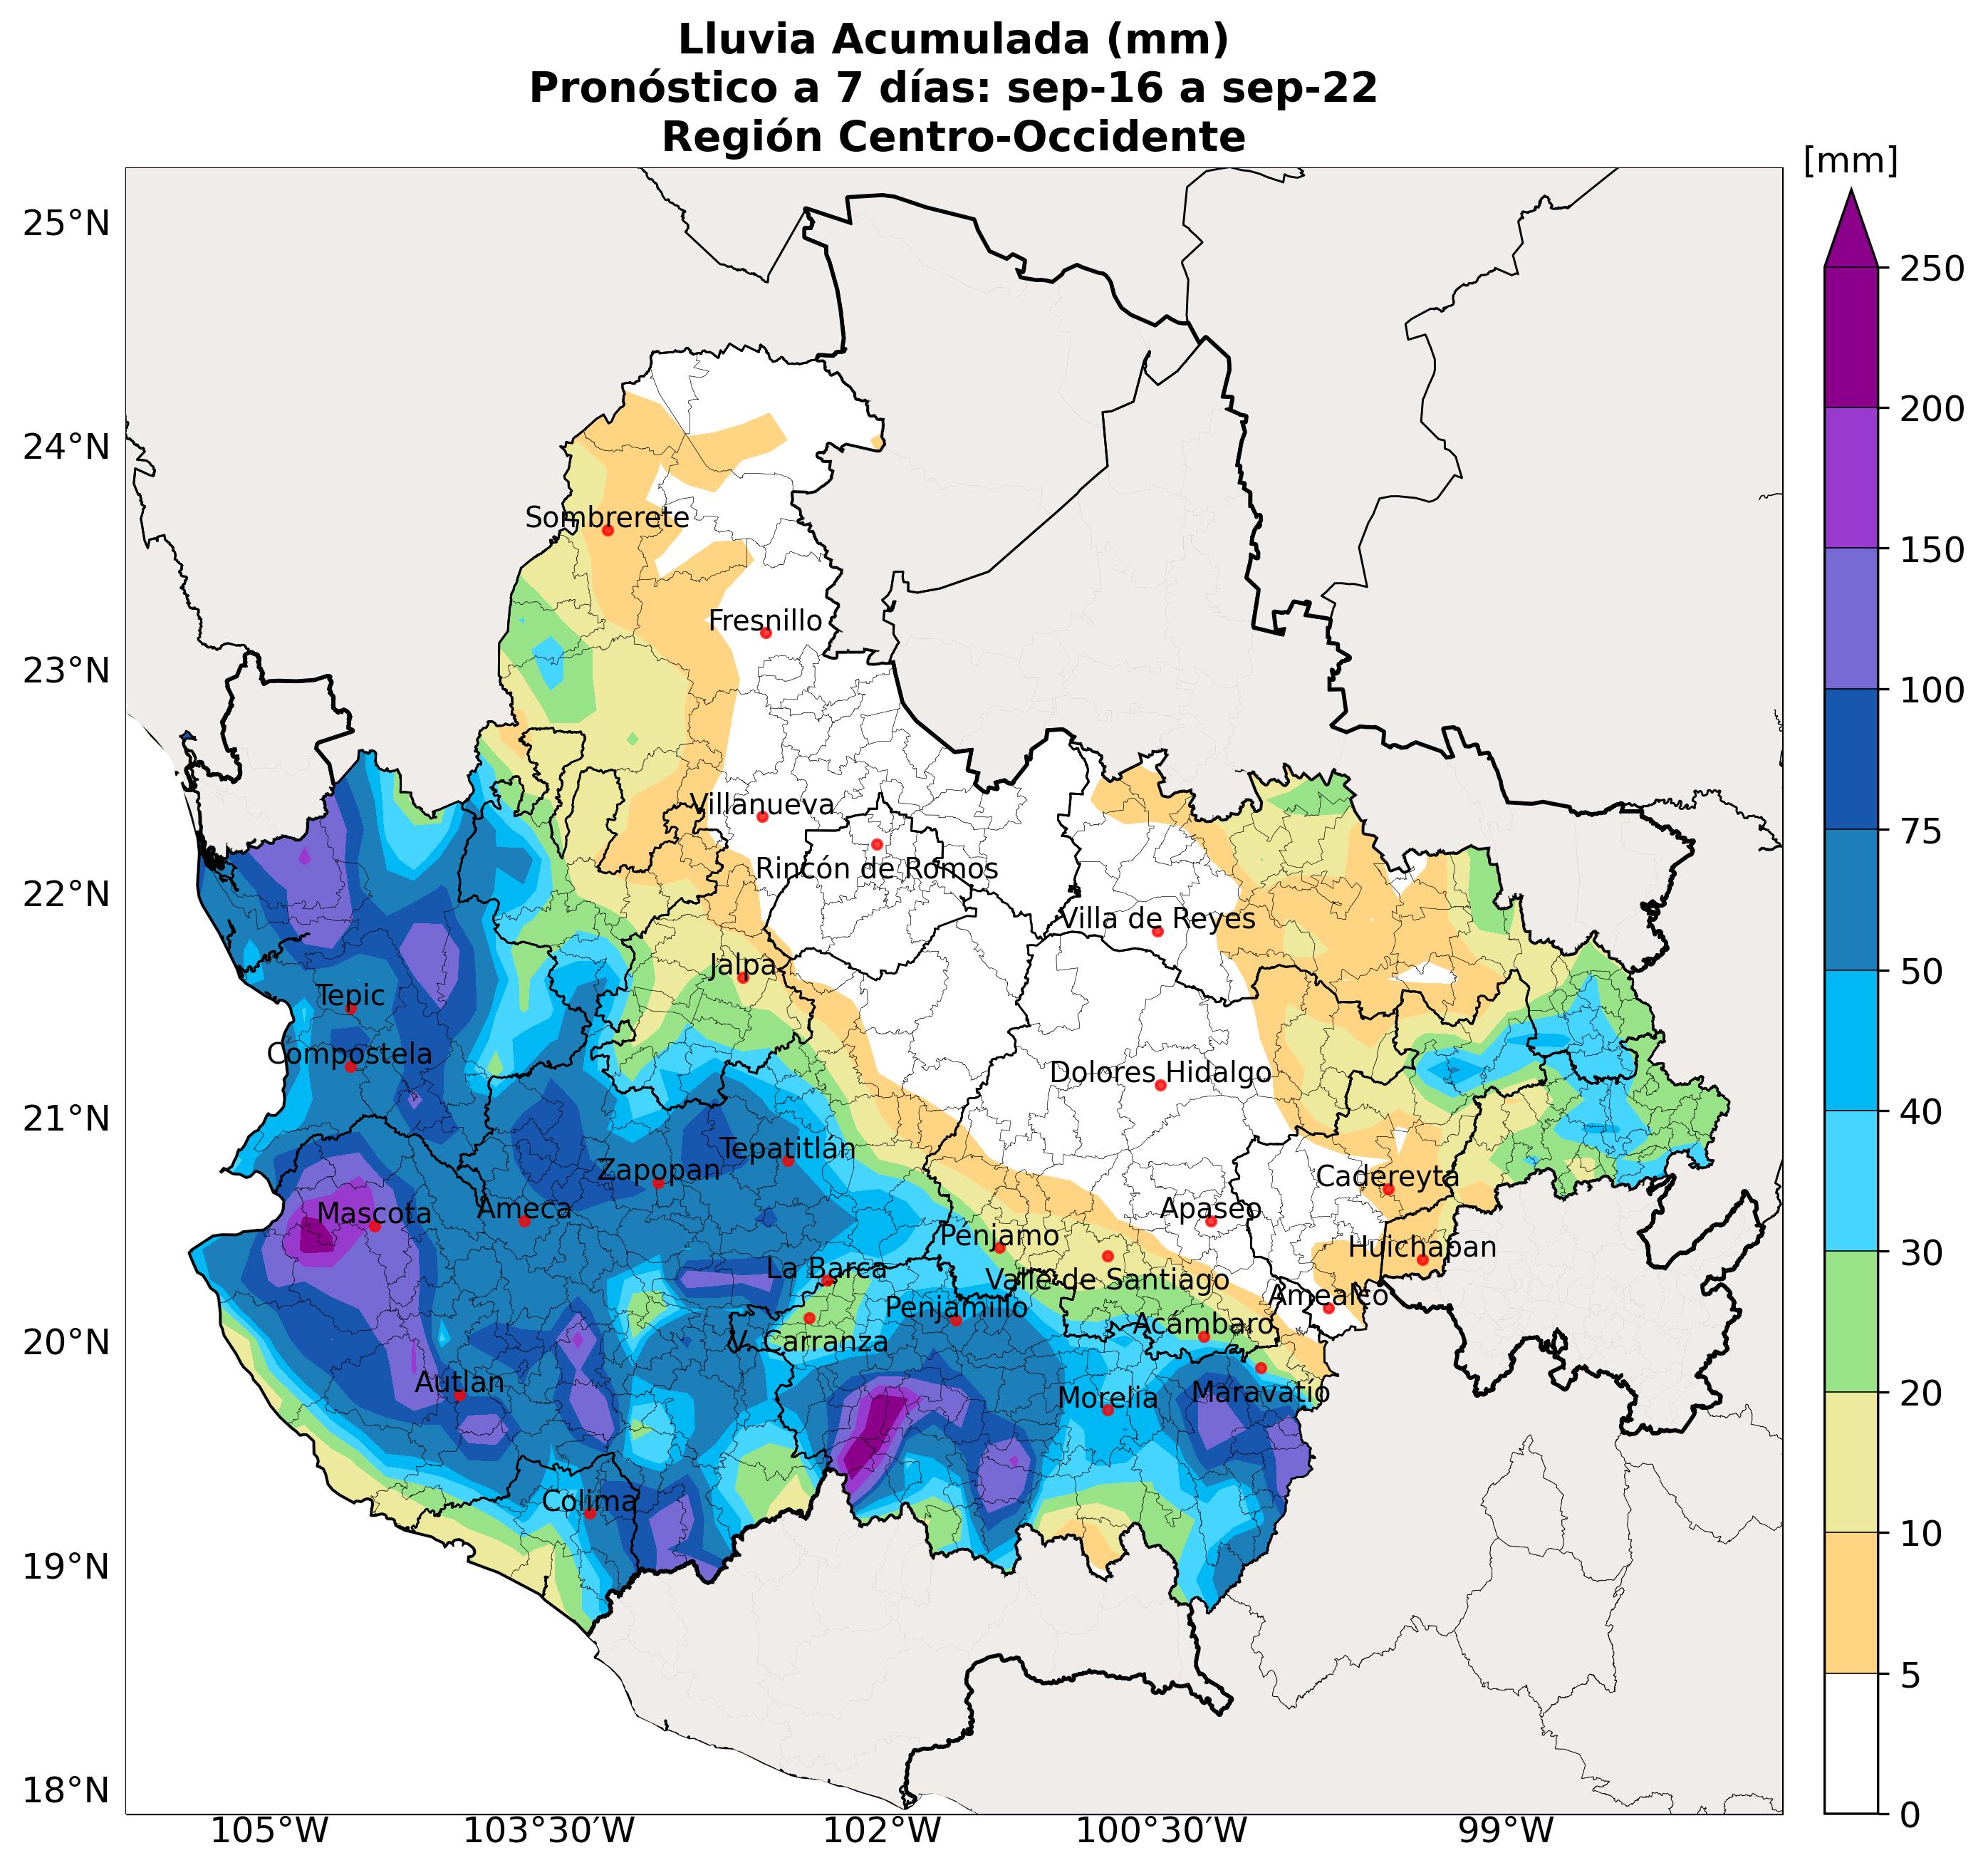 Lluvia Acumulada (mm)
Pronóstico a 7 días: sep-16 a sep-22
Región Centro-Occidente
[mm]
25°N
24°N
23°N
22°N
21°N
20°N
19°N
18°N
105°W
103°30'W
102°W
100°30'W
99°W
250
200
150
100
75
50
40
30
20
10
5
0
Sombrerete
Fresnillo
Villanueva
Rincón de Romos
Villa de Reyes
Jalpa
Tepic
Compostela
Dolores Hidalgo
Tepatitlán
Zapopan
Cadereyta
Mascota
Ameca
Apaseo
Pénjamo
Huichapan
La Barca
Valle de Santiago
Amealco
Penjamillo
Acámbaro
V. Carranza
Autlan
Morelia
Maravatío
Colima